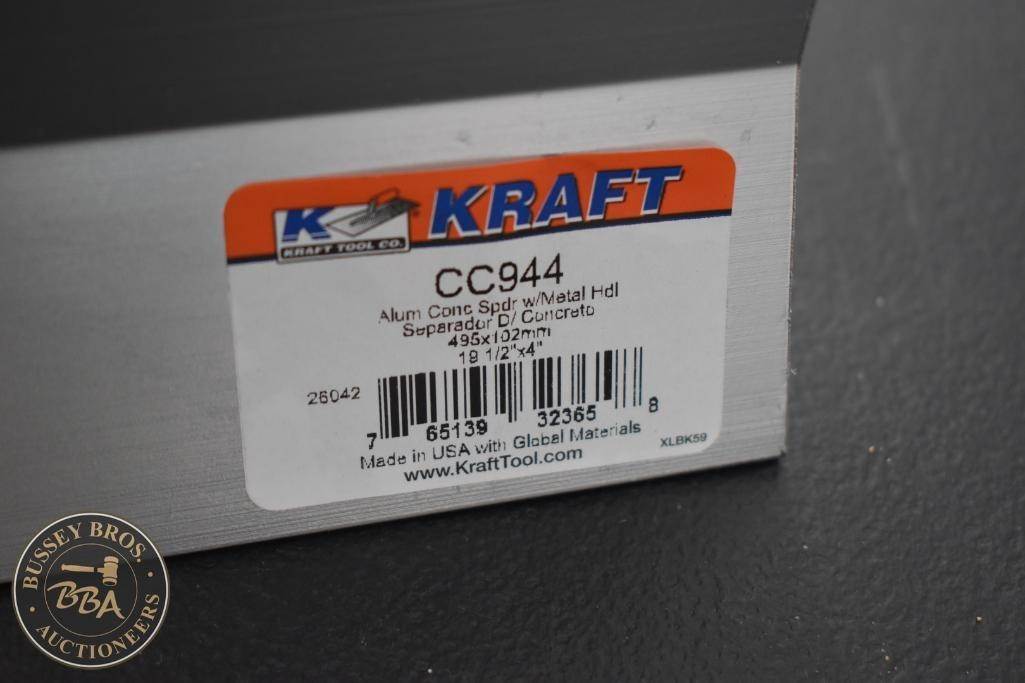 K KRAFT
KRAFT TOOL CO.
CC944
Alum Conc Spdr w/Metal Hdl
Separador D/ Concreto
495x102mm
19 1/2"x4"
26042
7 65139 32365 8
Made in USA with Global Materials
XLBK59
www.KraftTool.com
BUSSEY BROS.
BBA
AUCTIONEERS